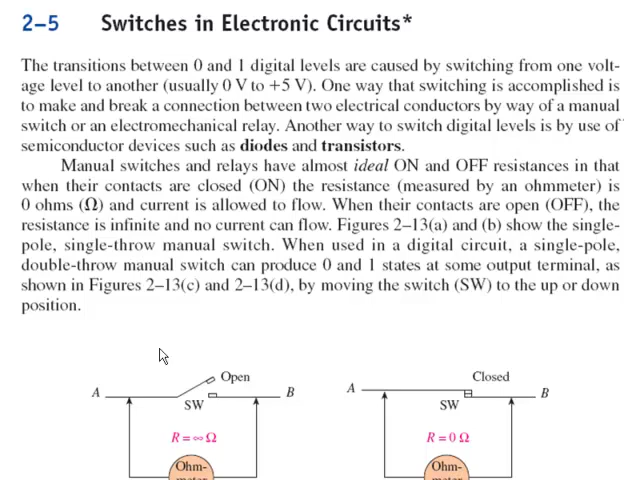 2–5 Switches in Electronic Circuits*
The transitions between 0 and 1 digital levels are caused by switching from one volt-
age level to another (usually 0 V to +5 V). One way that switching is accomplished is
to make and break a connection between two electrical conductors by way of a manual
switch or an electromechanical relay. Another way to switch digital levels is by use of
semiconductor devices such as diodes and transistors.
Manual switches and relays have almost ideal ON and OFF resistances in that
when their contacts are closed (ON) the resistance (measured by an ohmmeter) is
0 ohms (Ω) and current is allowed to flow. When their contacts are open (OFF), the
resistance is infinite and no current can flow. Figures 2–13(a) and (b) show the single-
pole, single-throw manual switch. When used in a digital circuit, a single-pole,
double-throw manual switch can produce 0 and 1 states at some output terminal, as
shown in Figures 2–13(c) and 2–13(d), by moving the switch (SW) to the up or down
position.
Open
A
B
SW
R = ∞ Ω
Ohm-
meter
Closed
A
B
SW
R = 0 Ω
Ohm-
meter